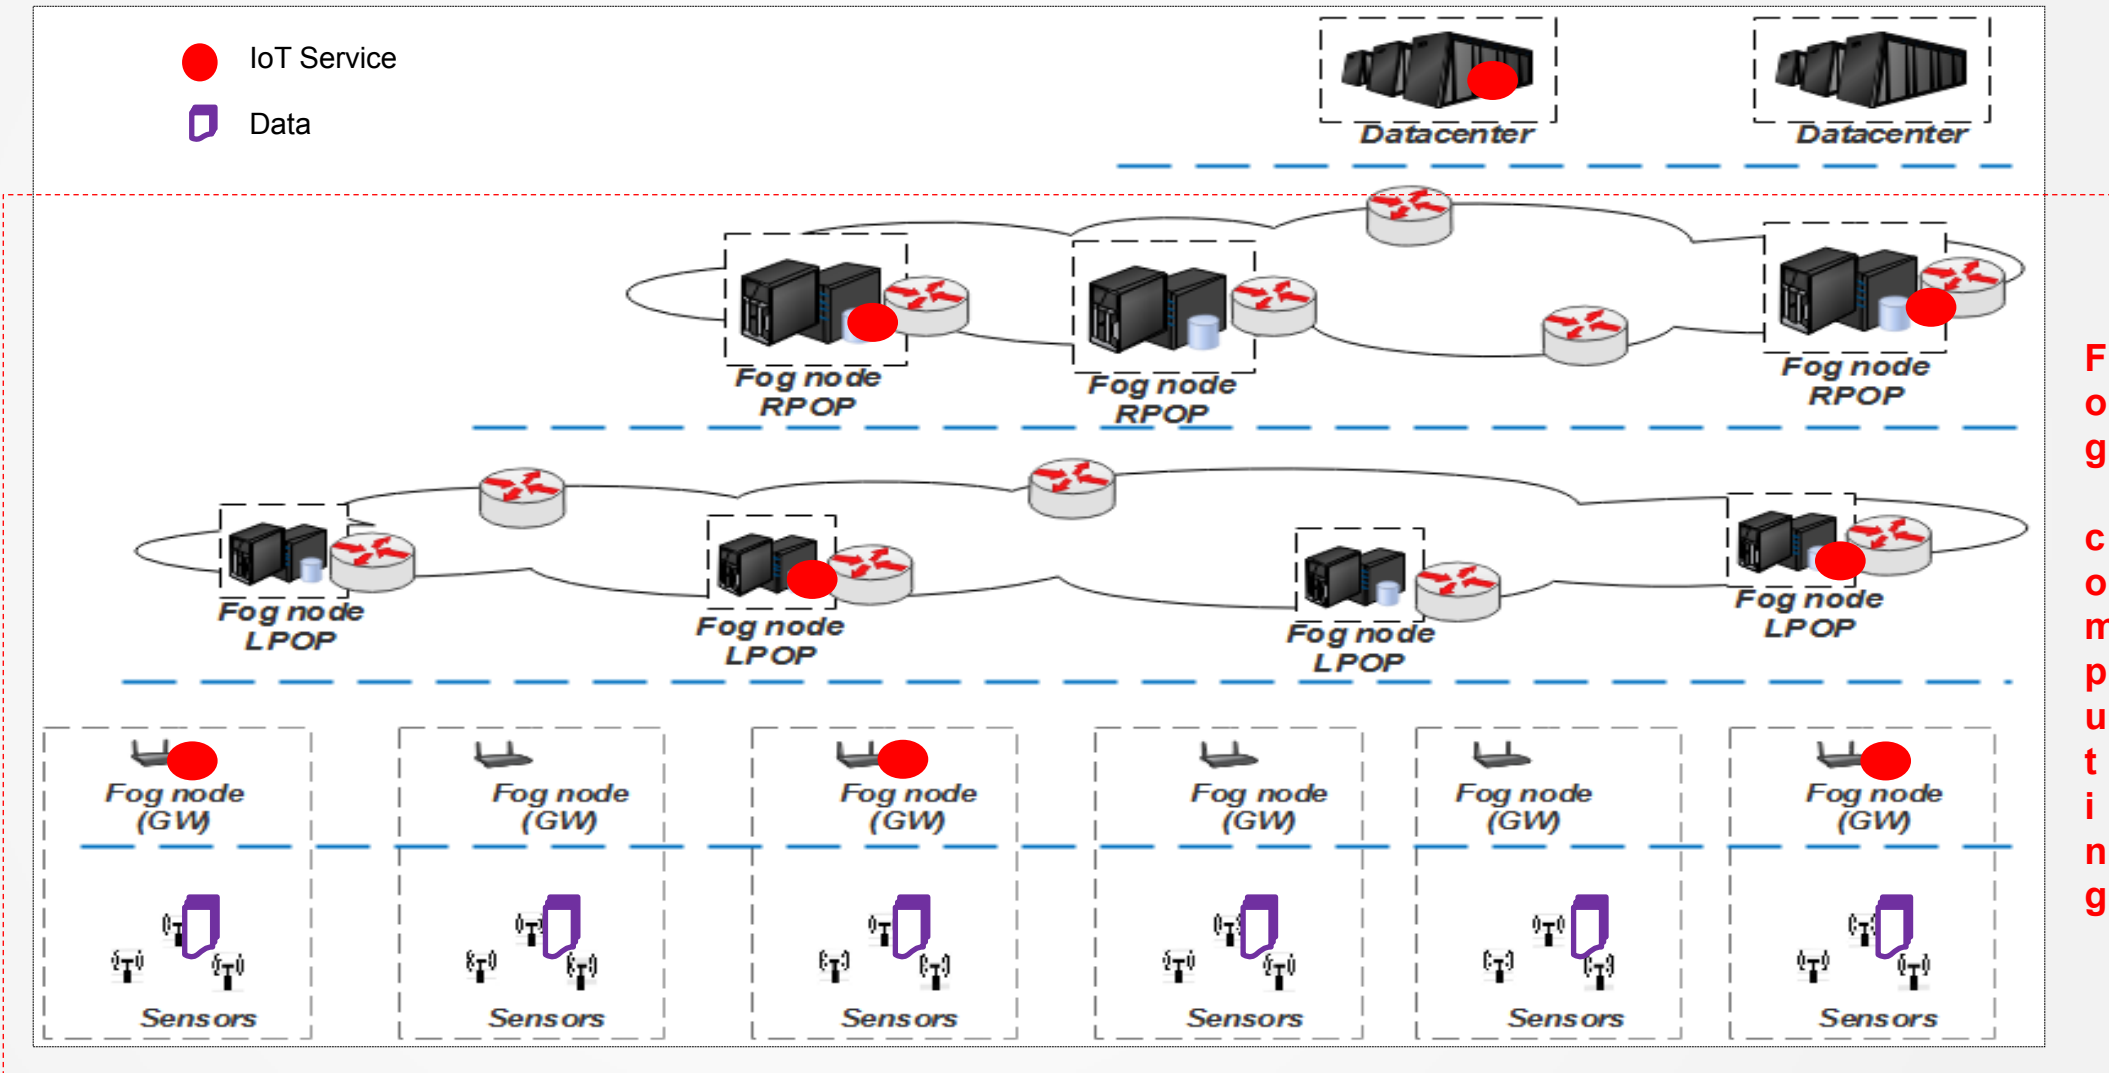 IoT Service
Data
Datacenter
Datacenter
Fog node
RPOP
Fog node
RPOP
Fog node
RPOP
Fog node
LPOP
Fog node
LPOP
Fog node
LPOP
Fog node
LPOP
Fog node
(GW)
Fog node
(GW)
Fog node
(GW)
Fog node
(GW)
Fog node
(GW)
Fog node
(GW)
Sensors
Sensors
Sensors
Sensors
Sensors
Sensors
Fog computing